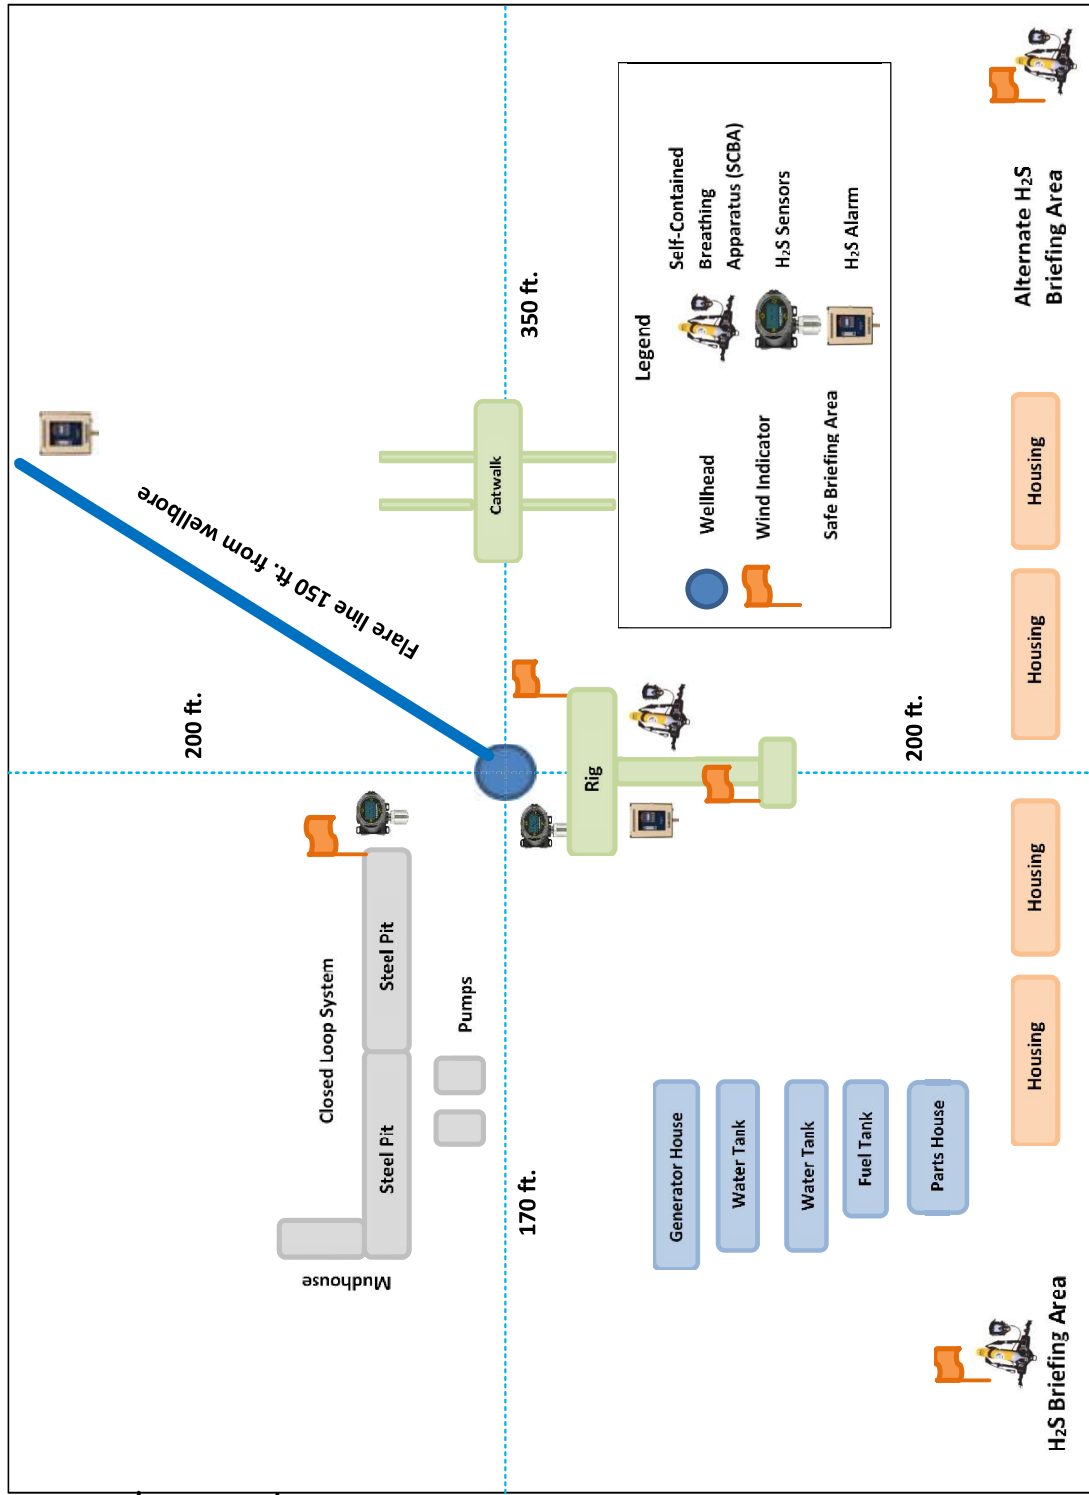 200 ft.
Flare line 150 ft. from wellbore
Closed Loop System
Mudhouse
Steel Pit
Steel Pit
Pumps
170 ft.
350 ft.
Catwalk
Rig
Generator House
Water Tank
Water Tank
Fuel Tank
Parts House
200 ft.
Legend
Wellhead
Wind Indicator
Safe Briefing Area
Self-Contained
Breathing
Apparatus (SCBA)
H₂S Sensors
H₂S Alarm
Housing
Housing
Housing
Housing
H₂S Briefing Area
Alternate H₂S
Briefing Area